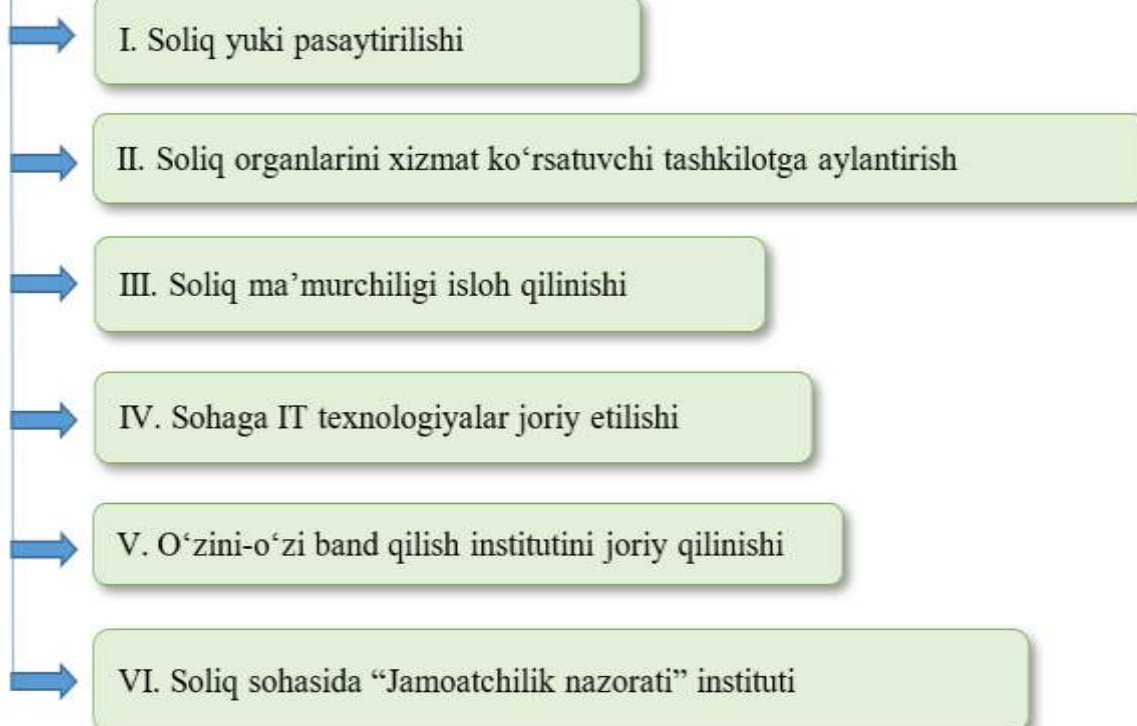 I. Soliq yuki pasaytirilishi
II. Soliq organlarini xizmat ko‘rsatuvchi tashkilotga aylantirish
III. Soliq ma’murchiligi isloh qilinishi
IV. Sohaga IT texnologiyalar joriy etilishi
V. O‘zini-o‘zi band qilish institutini joriy qilinishi
VI. Soliq sohasida “Jamoatchilik nazorati” instituti